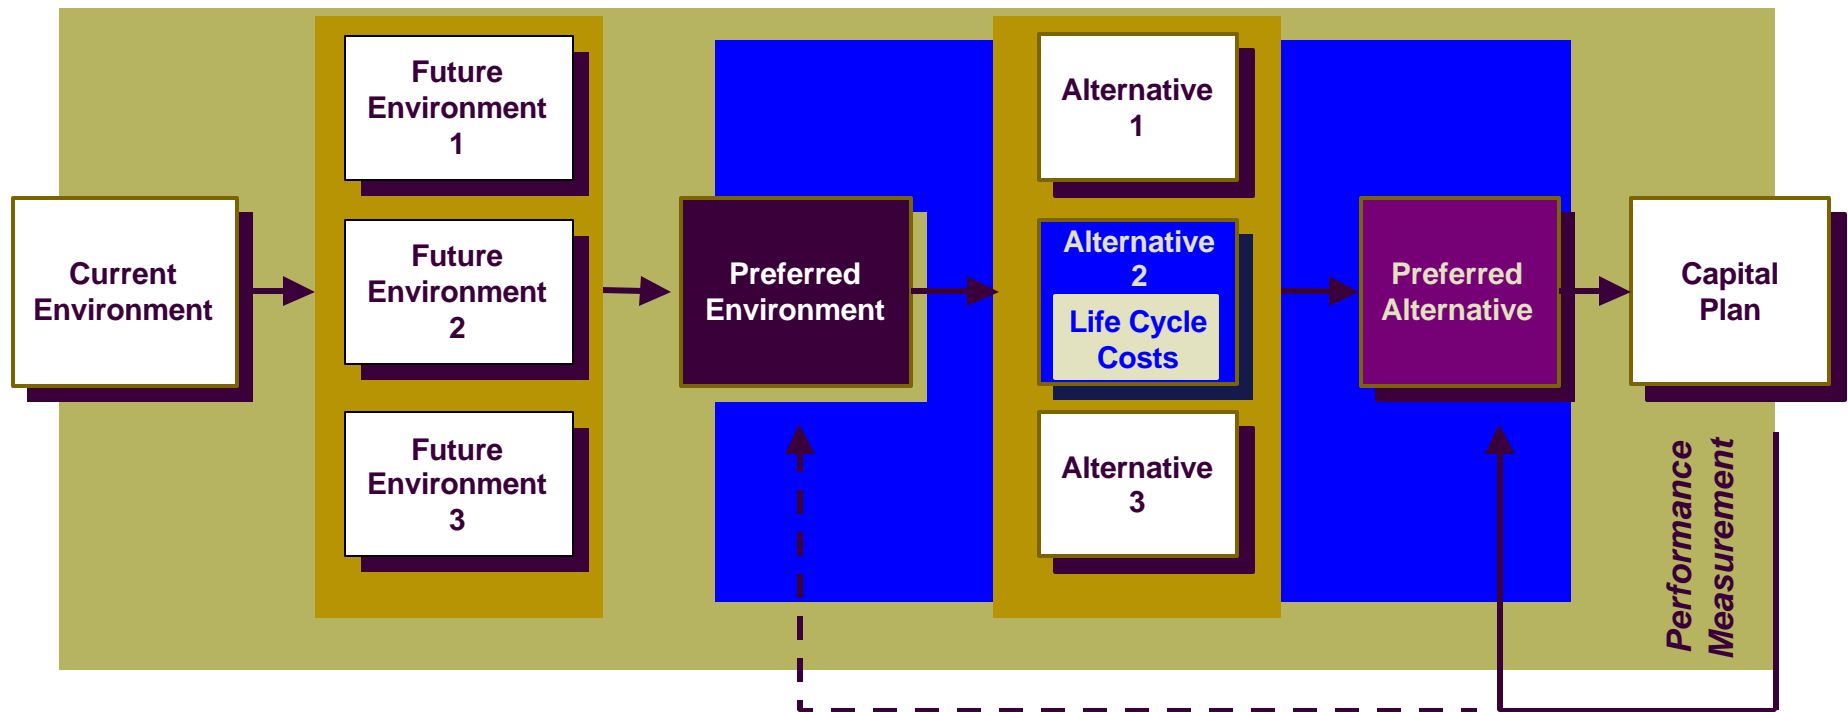 Current
Environment
Future
Environment
1
Future
Environment
2
Future
Environment
3
Preferred
Environment
Alternative
1
Alternative
2
Life Cycle
Costs
Alternative
3
Preferred
Alternative
Capital
Plan
Performance
Measurement